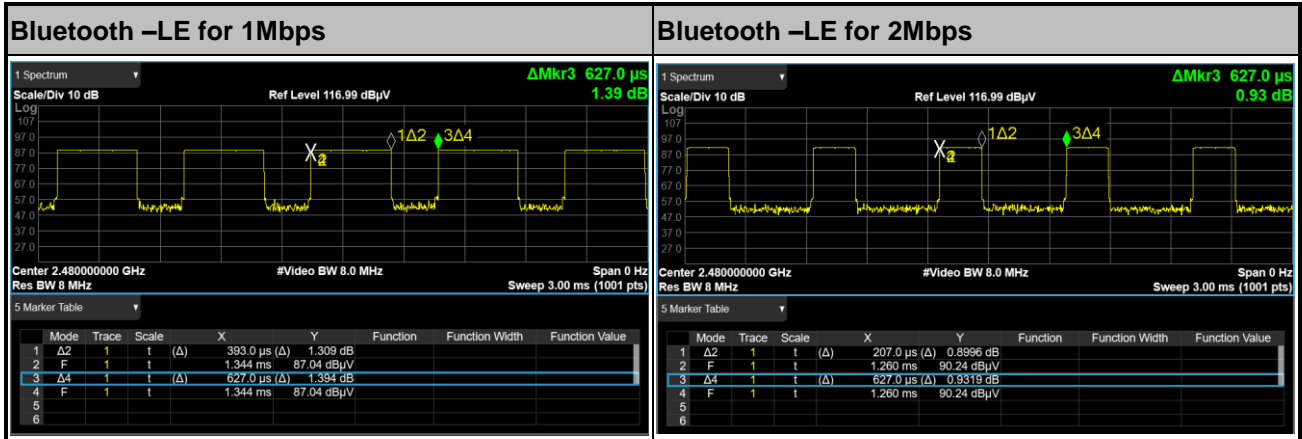 Bluetooth –LE for 1Mbps
1 Spectrum
ΔMkr3 627.0 µs
Scale/Div 10 dB
Ref Level 116.99 dBµV
1.39 dB
Log
107
97.0
87.0
77.0
67.0
57.0
47.0
37.0
27.0
1Δ2
3Δ4
Center 2.480000000 GHz
#Video BW 8.0 MHz
Span 0 Hz
Res BW 8 MHz
Sweep 3.00 ms (1001 pts)
5 Marker Table
Mode Trace Scale X Y Function Function Width Function Value
1 Δ2 1 t (Δ) 393.0 µs (Δ) 1.309 dB
2 F 1 t 1.344 ms 87.04 dBµV
3 Δ4 1 t (Δ) 627.0 µs (Δ) 1.394 dB
4 F 1 t 1.344 ms 87.04 dBµV
5
6
Bluetooth –LE for 2Mbps
1 Spectrum
ΔMkr3 627.0 µs
Scale/Div 10 dB
Ref Level 116.99 dBµV
0.93 dB
Log
107
97.0
87.0
77.0
67.0
57.0
47.0
37.0
27.0
1Δ2
3Δ4
Center 2.480000000 GHz
#Video BW 8.0 MHz
Span 0 Hz
Res BW 8 MHz
Sweep 3.00 ms (1001 pts)
5 Marker Table
Mode Trace Scale X Y Function Function Width Function Value
1 Δ2 1 t (Δ) 207.0 µs (Δ) 0.8996 dB
2 F 1 t 1.260 ms 90.24 dBµV
3 Δ4 1 t (Δ) 627.0 µs (Δ) 0.9319 dB
4 F 1 t 1.260 ms 90.24 dBµV
5
6